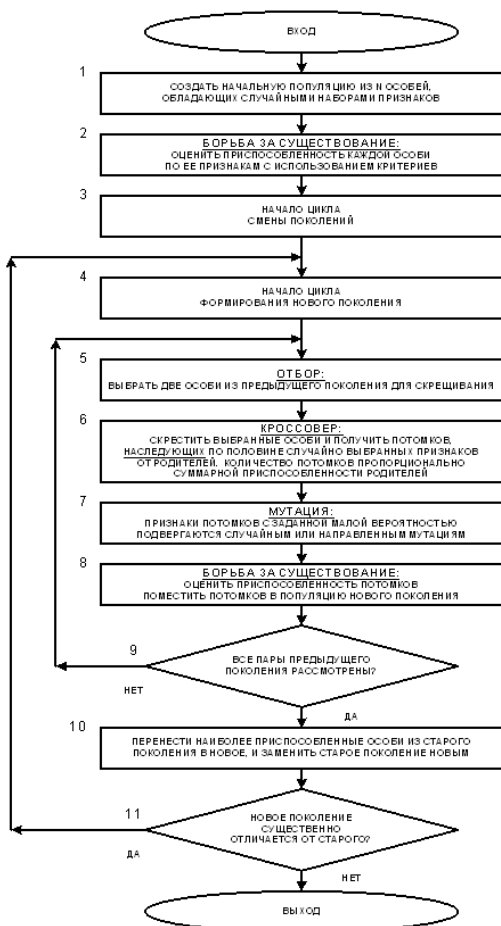 ВХОД
1
СОЗДАТЬ НАЧАЛЬНУЮ ПОПУЛЯЦИЮ ИЗ N ОСОБЕЙ,
ОБЛАДАЮЩИХ СЛУЧАЙНЫМИ НАБОРАМИ ПРИЗНАКОВ
2
БОРЬБА ЗА СУЩЕСТВОВАНИЕ:
ОЦЕНИТЬ ПРИСПОСОБЛЕННОСТЬ КАЖДОЙ ОСОБИ
ПО ЕЕ ПРИЗНАКАМ С ИСПОЛЬЗОВАНИЕМ КРИТЕРИЕВ
3
НАЧАЛО ЦИКЛА
СМЕНЫ ПОКОЛЕНИЙ
4
НАЧАЛО ЦИКЛА
ФОРМИРОВАНИЯ НОВОГО ПОКОЛЕНИЯ
5
ОТБОР:
ВЫБРАТЬ ДВЕ ОСОБИ ИЗ ПРЕДЫДУЩЕГО ПОКОЛЕНИЯ ДЛЯ СКРЕЩИВАНИЯ
6
КРОССОВЕР:
СКРЕСТИТЬ ВЫБРАННЫЕ ОСОБИ И ПОЛУЧИТЬ ПОТОМКОВ,
НАСЛЕДУЮЩИХ ПО ПОЛОВИНЕ СЛУЧАЙНО ВЫБРАННЫХ ПРИЗНАКОВ
ОТ РОДИТЕЛЕЙ. КОЛИЧЕСТВО ПОТОМКОВ ПРОПОРЦИОНАЛЬНО
СУММАРНОЙ ПРИСПОСОБЛЕННОСТИ РОДИТЕЛЕЙ
7
МУТАЦИЯ:
ПРИЗНАКИ ПОТОМКОВ С ЗАДАННОЙ МАЛОЙ ВЕРОЯТНОСТЬЮ
ПОДВЕРГАЮТСЯ СЛУЧАЙНЫМ ИЛИ НАПРАВЛЕННЫМ МУТАЦИЯМ
8
БОРЬБА ЗА СУЩЕСТВОВАНИЕ:
ОЦЕНИТЬ ПРИСПОСОБЛЕННОСТЬ ПОТОМКОВ
ПОМЕСТИТЬ ПОТОМКОВ В ПОПУЛЯЦИЮ НОВОГО ПОКОЛЕНИЯ
9
ВСЕ ПАРЫ ПРЕДЫДУЩЕГО
ПОКОЛЕНИЯ РАССМОТРЕНЫ?
НЕТ
ДА
10
ПЕРЕНЕСТИ НАИБОЛЕЕ ПРИСПОСОБЛЕННЫЕ ОСОБИ ИЗ СТАРОГО
ПОКОЛЕНИЯ В НОВОЕ, И ЗАМЕНИТЬ СТАРОЕ ПОКОЛЕНИЕ НОВЫМ
11
НОВОЕ ПОКОЛЕНИЕ
СУЩЕСТВЕННО
ОТЛИЧАЕТСЯ ОТ СТАРОГО?
ДА
НЕТ
ВЫХОД